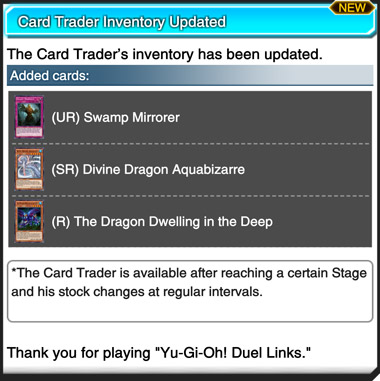 NEW
Card Trader Inventory Updated
The Card Trader's inventory has been updated.
Added cards:
(UR) Swamp Mirrorer
(SR) Divine Dragon Aquabizarre
(R) The Dragon Dwelling in the Deep
*The Card Trader is available after reaching a certain Stage
and his stock changes at regular intervals.
Thank you for playing "Yu-Gi-Oh! Duel Links."